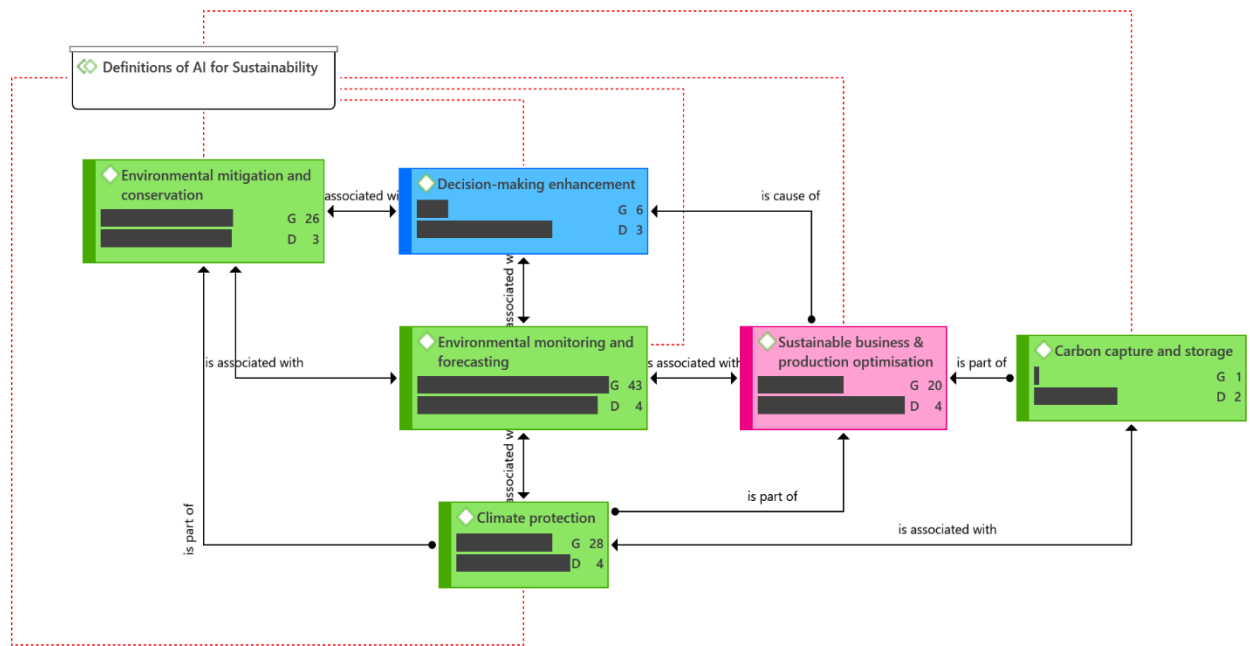 Definitions of AI for Sustainability
Environmental mitigation and
conservation
G 26
D 3
associated wi
Decision-making enhancement
G 6
D 3
is cause of
associated w
is associated with
Environmental monitoring and
forecasting
G 43
D 4
is associated with
Sustainable business &
production optimisation
G 20
D 4
is part of
Carbon capture and storage
G 1
D 2
associated w
is part of
Climate protection
G 28
D 4
is part of
is associated with